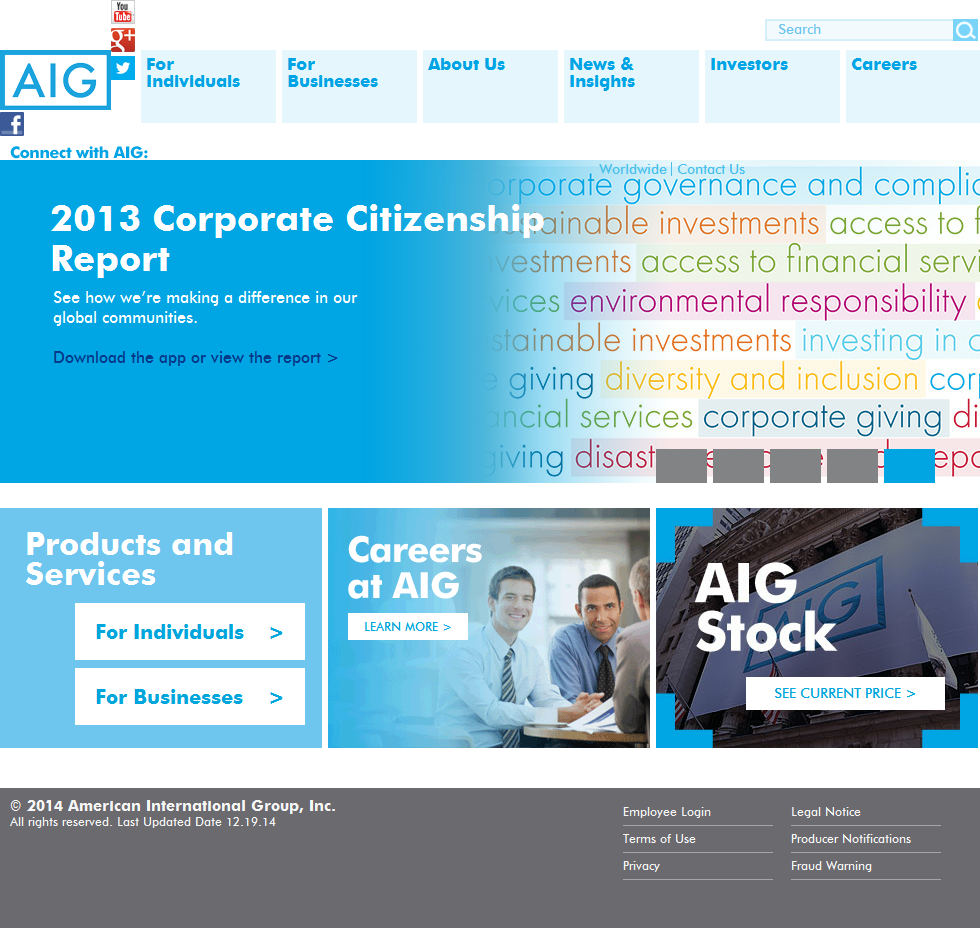 You
Tube
g+
Search
AIG
For
Individuals
For
Businesses
About Us
News &
Insights
Investors
Careers
f
Connect with AIG:
Worldwide | Contact Us
orporate governance and complia
2013 Corporate Citizenship
Report
ainable investments access to f
vestments access to financial servi
See how we’re making a difference in our
global communities.
vices environmental responsibility
stainable investments investing in c
Download the app or view the report >
e giving diversity and inclusion corp
ancial services corporate giving di
giving disast
Products and
Services
For Individuals >
For Businesses >
Careers
at AIG
LEARN MORE >
AIG
Stock
AIG
SEE CURRENT PRICE >
© 2014 American International Group, Inc.
All rights reserved. Last Updated Date 12.19.14
Employee Login
Legal Notice
Terms of Use
Producer Notifications
Privacy
Fraud Warning